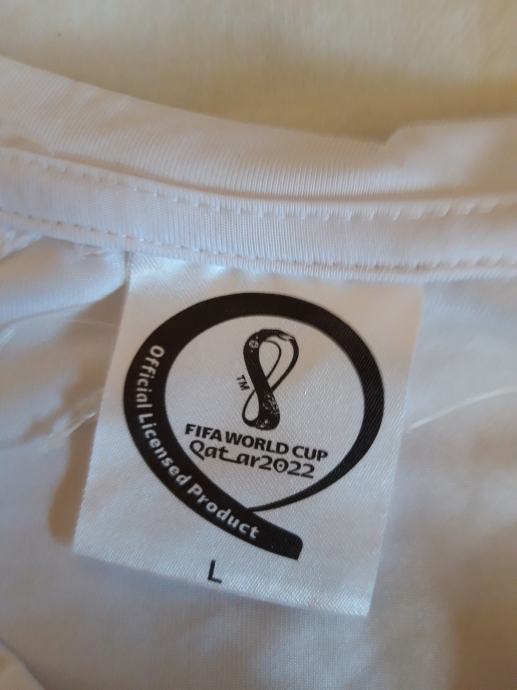 Official Licensed Product
TM
FIFA WORLD CUP
Qatar2022
L